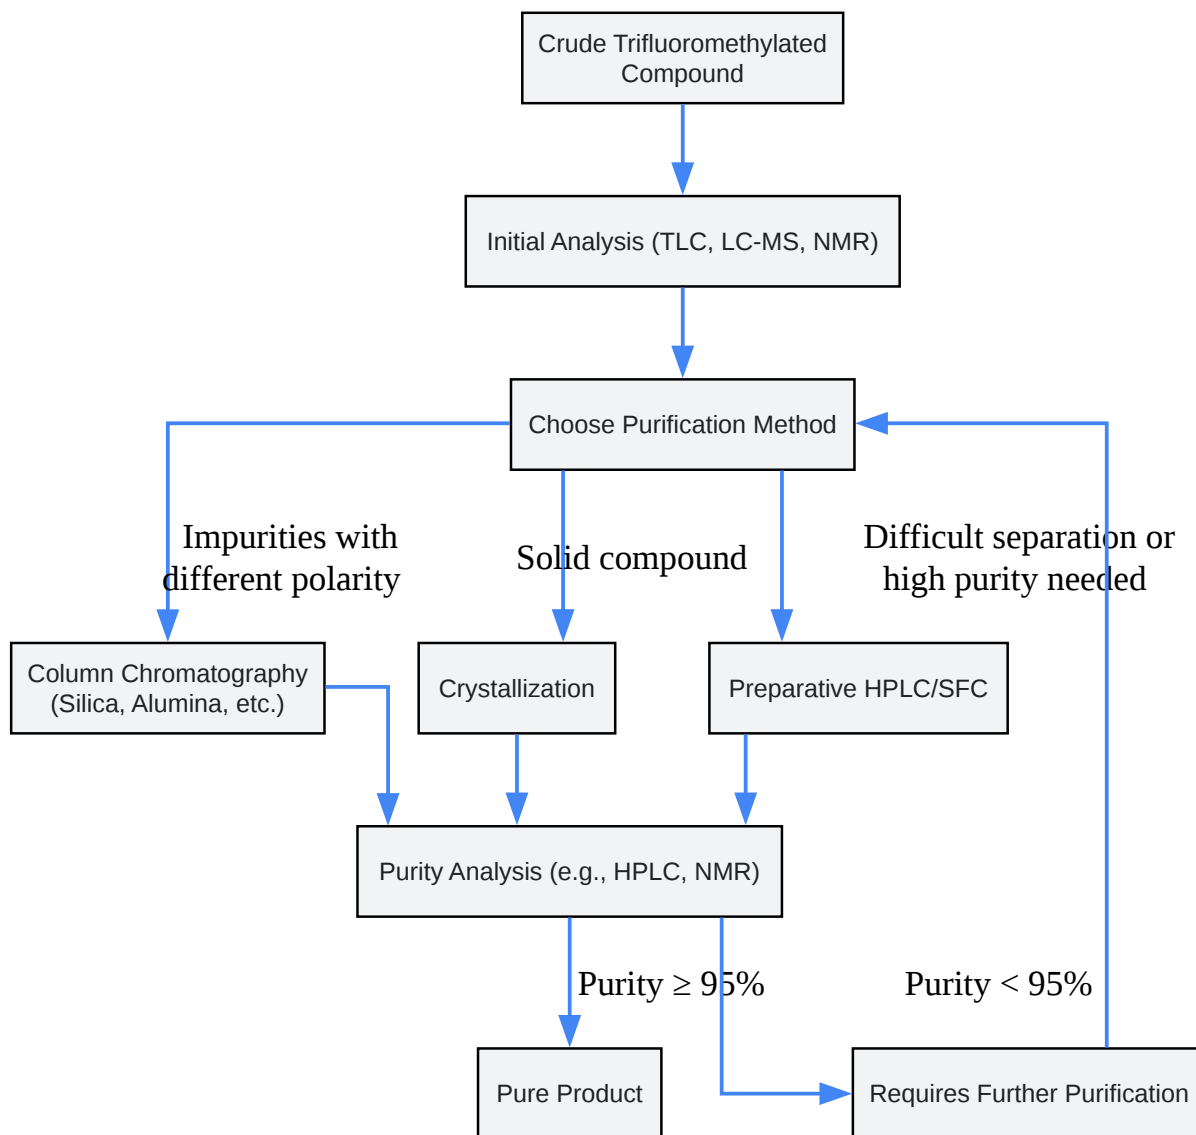 Crude Trifluoromethylated
Compound
Initial Analysis (TLC, LC-MS, NMR)
Choose Purification Method
Impurities with
different polarity
Solid compound
Difficult separation or
high purity needed
Column Chromatography
(Silica, Alumina, etc.)
Crystallization
Preparative HPLC/SFC
Purity Analysis (e.g., HPLC, NMR)
Purity ≥ 95%
Purity < 95%
Pure Product
Requires Further Purification